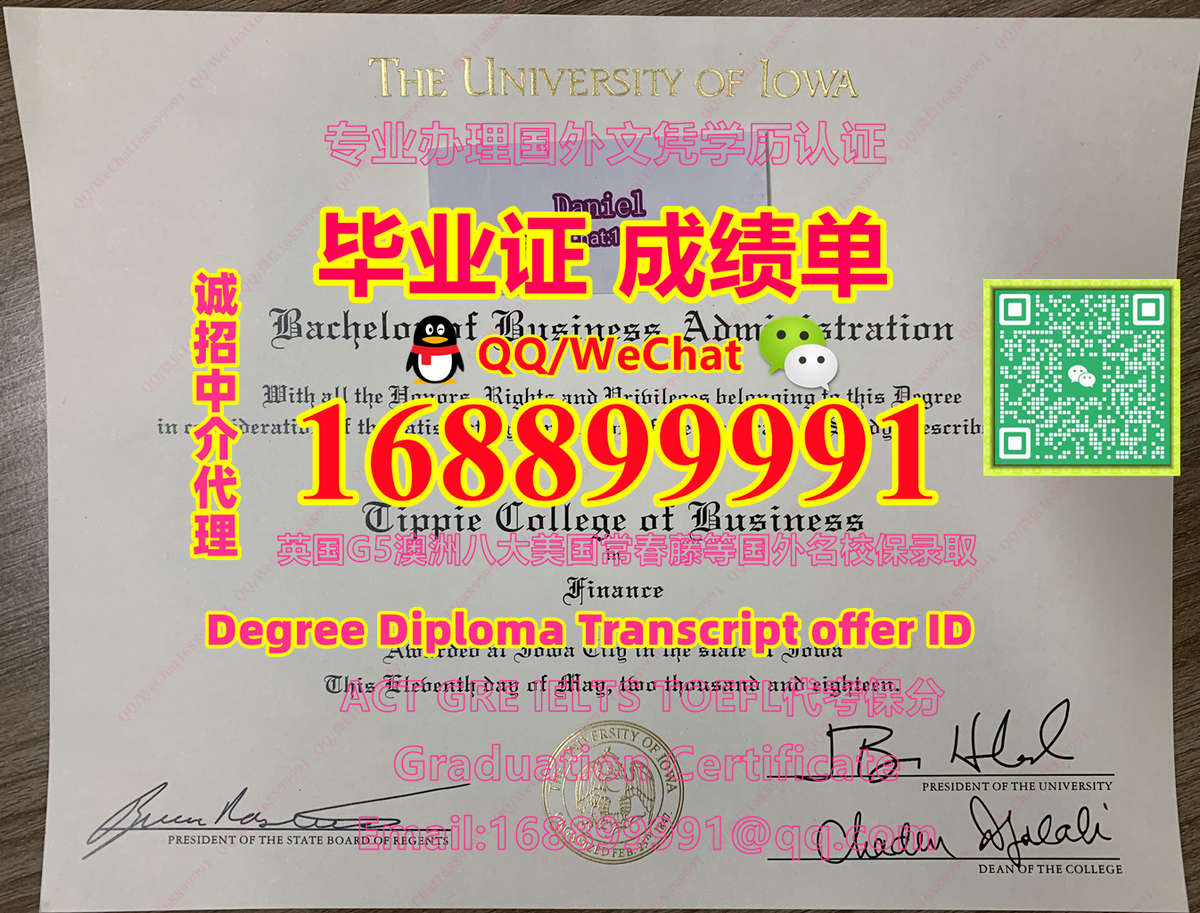 THE UNIVERSITY OF IOWA
专业办理国外文凭学历认证
Daniel
毕业证 成绩单
诚招中介代理
Bachelor of Business Administration
QQ/WeChat
With all the Honors, Rights and Privileges belonging to this Degree
168899991
Tippie College of Business
英国G5澳洲八大美国常春藤等国外名校保录取
in
Finance
Degree Diploma Transcript offer ID
Awarded at Iowa City in the state of Iowa
This Eleventh day of May, two thousand and eighteen.
ACT GRE IELTS TOEFL代考保分
Graduation Certificate
PRESIDENT OF THE UNIVERSITY
Email:168899991@qq.com
PRESIDENT OF THE STATE BOARD OF REGENTS
DEAN OF THE COLLEGE